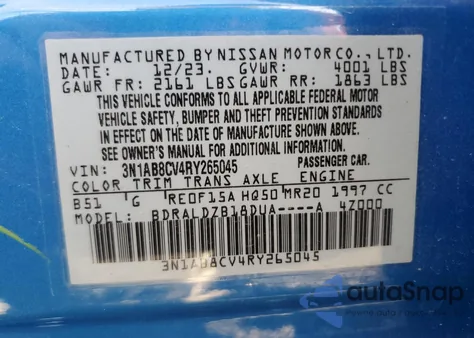 MANUFACTURED BY NISSAN MOTOR CO., LTD.
DATE: 12/23. GVWR: 4001 LBS
GAWR FR: 2161 LBS GAWR RR: 1863 LBS
THIS VEHICLE CONFORMS TO ALL APPLICABLE FEDERAL MOTOR
VEHICLE SAFETY, BUMPER AND THEFT PREVENTION STANDARDS
IN EFFECT ON THE DATE OF MANUFACTURE SHOWN ABOVE.
SEE OWNER'S MANUAL FOR ADDITIONAL INFORMATION.
VIN: 3N1AB8CV4RY265045 PASSENGER CAR.
COLOR TRIM TRANS AXLE ENGINE
B51 G RE0F15A HQ50 MR20 1997 CC
MODEL: BDRALDZB18DUA----A 47000
3N1AB8CV4RY265045
autoSnap